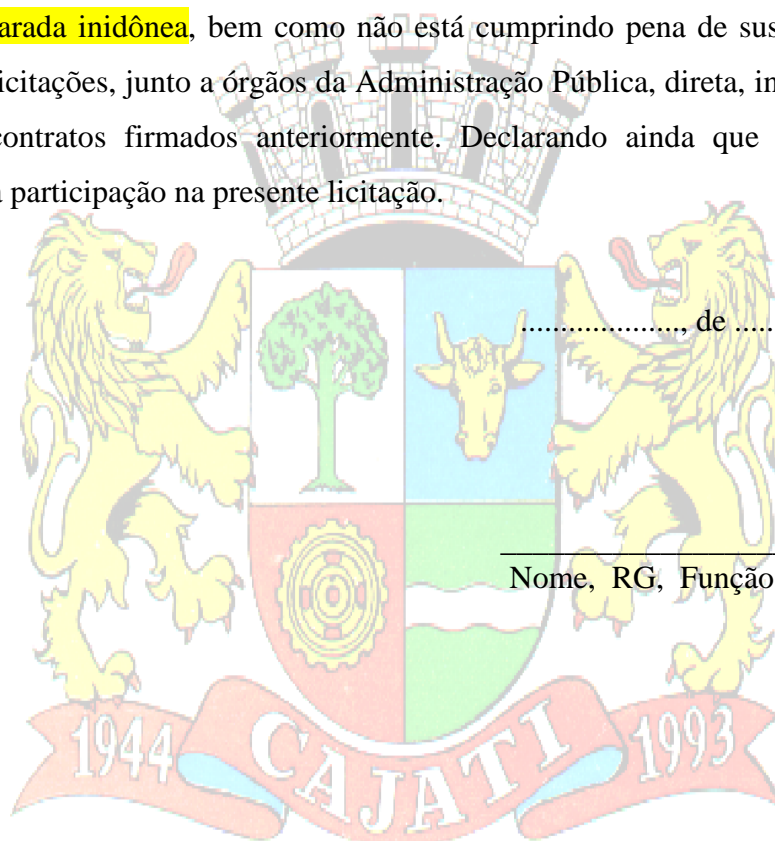 arada inidônea, bem como não está cumprindo pena de sus
icitações, junto a órgãos da Administração Pública, direta, in
contratos firmados anteriormente. Declarando ainda que
a participação na presente licitação.
...................., de .....
Nome, RG, Função
1944 CAJATI 1993